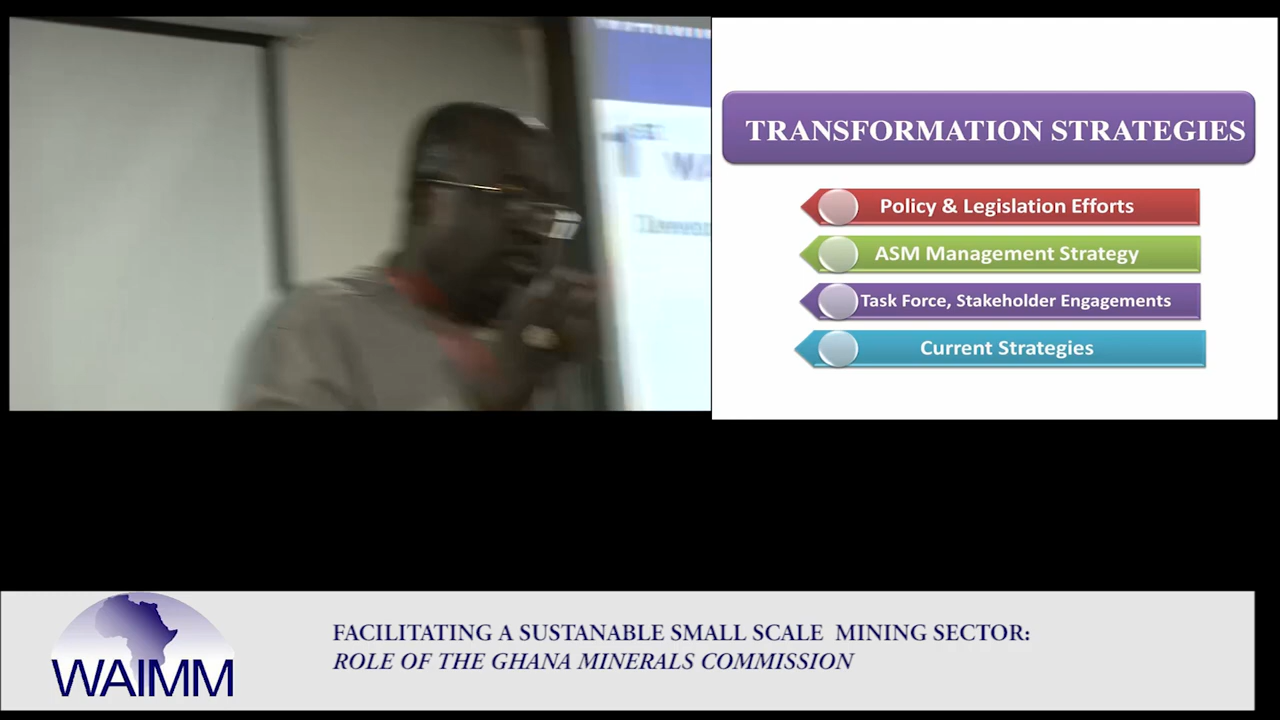 TRANSFORMATION STRATEGIES
Policy & Legislation Efforts
ASM Management Strategy
Task Force, Stakeholder Engagements
Current Strategies
WAIMM
FACILITATING A SUSTANABLE SMALL SCALE MINING SECTOR:
ROLE OF THE GHANA MINERALS COMMISSION